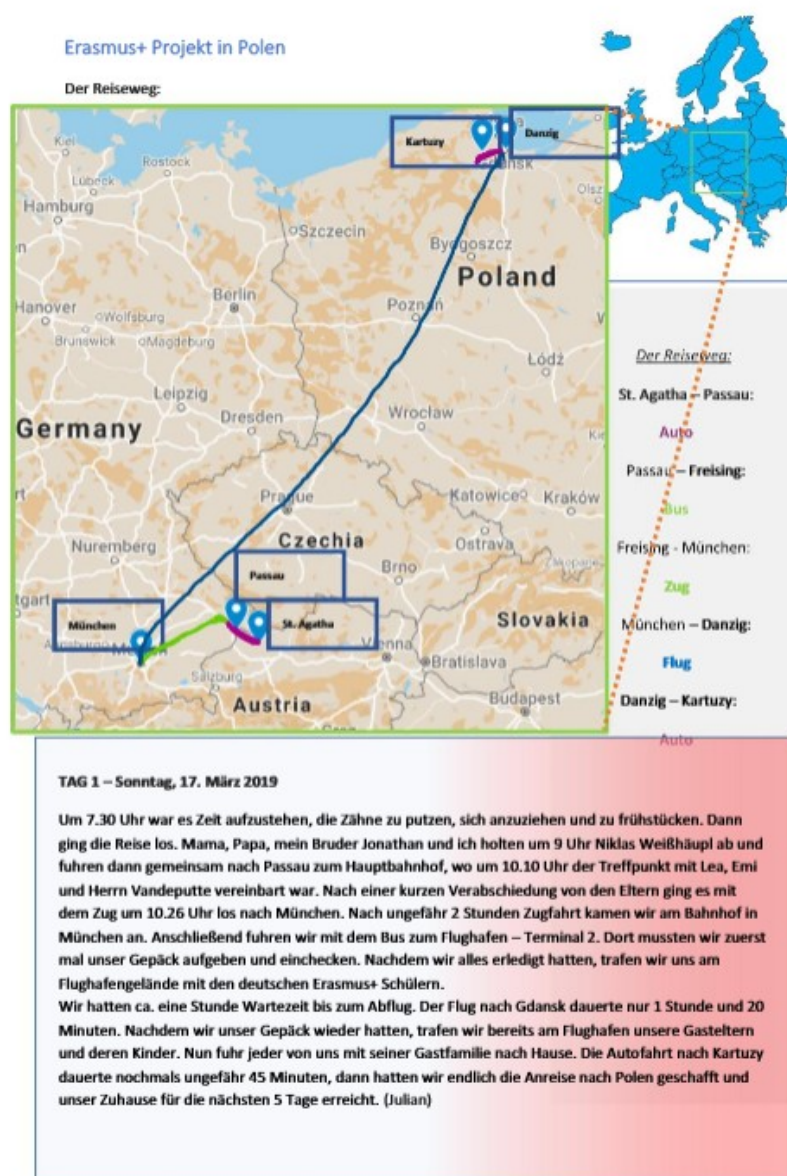 Erasmus+ Projekt in Polen
Der Reiseweg:
Kartuzy
Danzig
Kiel
Rostock
Lübeck
Hamburg
Szczecin
Bydgoszcz
Poland
Hanover
Wolfsburg
Berlin
Poznań
Brunswick
Magdeburg
Łódź
Leipzig
Germany
Dresden
Wrocław
Prague
Katowice
Kraków
Nuremberg
Czechia
Ostrava
Brno
Passau
München
St. Agatha
Slovakia
Vienna
Bratislava
Salzburg
Austria
Budapest
Der Reiseweg:
St. Agatha – Passau:
Auto
Passau – Freising:
Bus
Freising - München:
Zug
München – Danzig:
Flug
Danzig – Kartuzy:
Auto
TAG 1 – Sonntag, 17. März 2019
Um 7.30 Uhr war es Zeit aufzustehen, die Zähne zu putzen, sich anzuziehen und zu frühstücken. Dann
ging die Reise los. Mama, Papa, mein Bruder Jonathan und ich holten um 9 Uhr Niklas Weißhäupl ab und
fuhren dann gemeinsam nach Passau zum Hauptbahnhof, wo um 10.10 Uhr der Treffpunkt mit Lea, Emi
und Herrn Vandeputte vereinbart war. Nach einer kurzen Verabschiedung von den Eltern ging es mit
dem Zug um 10.26 Uhr los nach München. Nach ungefähr 2 Stunden Zugfahrt kamen wir am Bahnhof in
München an. Anschließend fuhren wir mit dem Bus zum Flughafen – Terminal 2. Dort mussten wir zuerst
mal unser Gepäck aufgeben und einchecken. Nachdem wir alles erledigt hatten, trafen wir uns am
Flughafengelände mit den deutschen Erasmus+ Schülern.
Wir hatten ca. eine Stunde Wartezeit bis zum Abflug. Der Flug nach Gdansk dauerte nur 1 Stunde und 20
Minuten. Nachdem wir unser Gepäck wieder hatten, trafen wir bereits am Flughafen unsere Gasteltern
und deren Kinder. Nun fuhr jeder von uns mit seiner Gastfamilie nach Hause. Die Autofahrt nach Kartuzy
dauerte nochmals ungefähr 45 Minuten, dann hatten wir endlich die Anreise nach Polen geschafft und
unser Zuhause für die nächsten 5 Tage erreicht. (Julian)